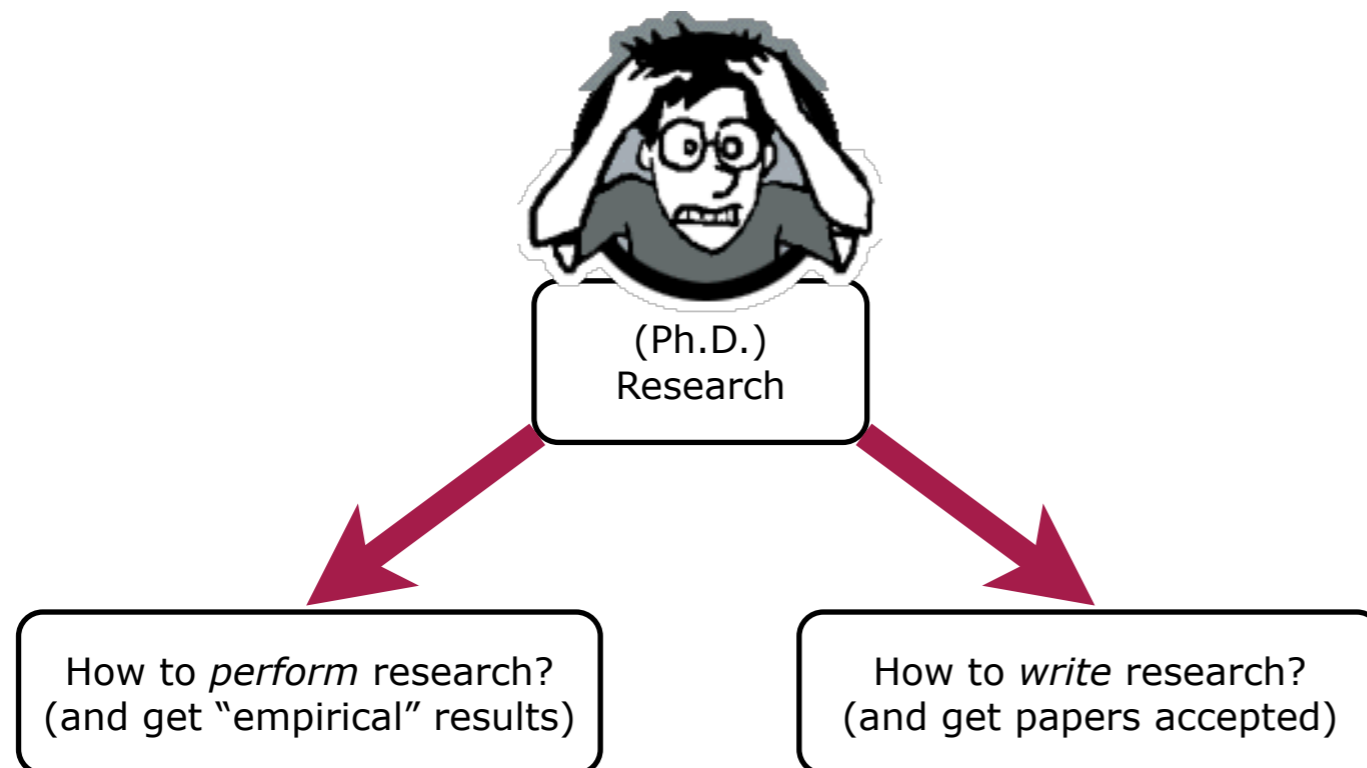 (Ph.D.)
Research
How to perform research?
(and get “empirical” results)
How to write research?
(and get papers accepted)